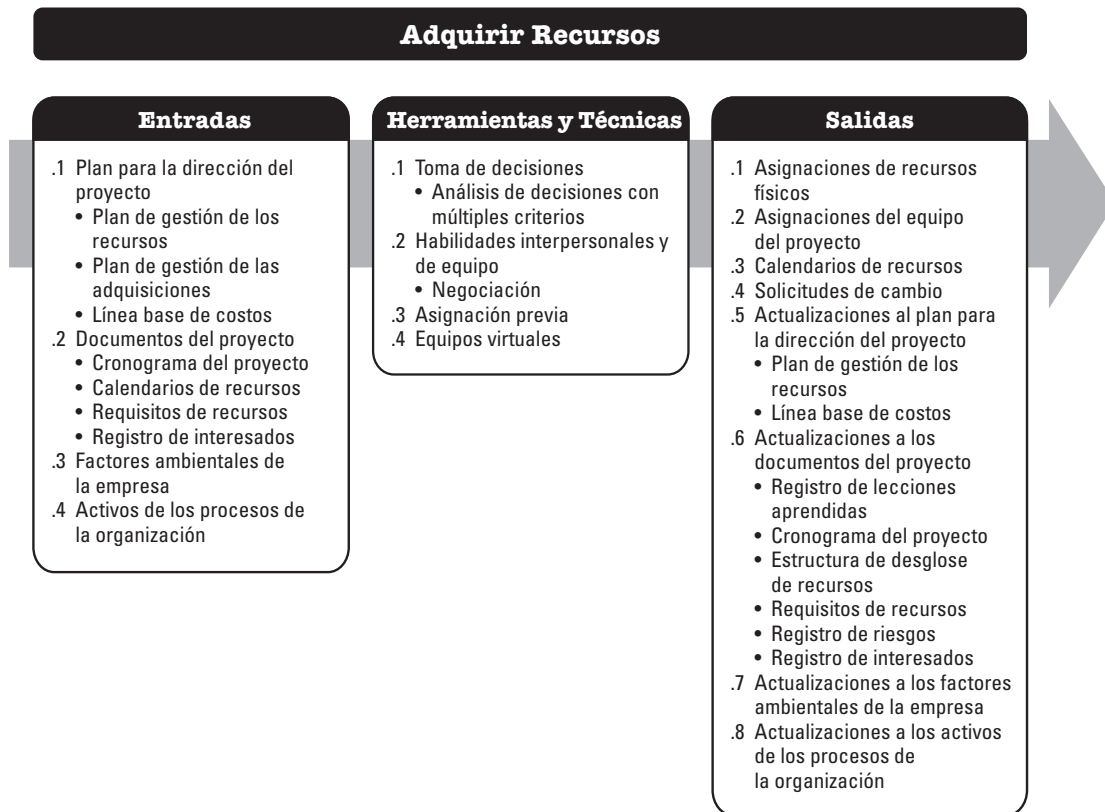 Adquirir Recursos
Entradas
.1 Plan para la dirección del
proyecto
• Plan de gestión de los
recursos
• Plan de gestión de las
adquisiciones
• Línea base de costos
.2 Documentos del proyecto
• Cronograma del proyecto
• Calendarios de recursos
• Requisitos de recursos
• Registro de interesados
.3 Factores ambientales de
la empresa
.4 Activos de los procesos de
la organización
Herramientas y Técnicas
.1 Toma de decisiones
• Análisis de decisiones con
múltiples criterios
.2 Habilidades interpersonales y
de equipo
• Negociación
.3 Asignación previa
.4 Equipos virtuales
Salidas
.1 Asignaciones de recursos
físicos
.2 Asignaciones del equipo
del proyecto
.3 Calendarios de recursos
.4 Solicitudes de cambio
.5 Actualizaciones al plan para
la dirección del proyecto
• Plan de gestión de los
recursos
• Línea base de costos
.6 Actualizaciones a los
documentos del proyecto
• Registro de lecciones
aprendidas
• Cronograma del proyecto
• Estructura de desglose
de recursos
• Requisitos de recursos
• Registro de riesgos
• Registro de interesados
.7 Actualizaciones a los factores
ambientales de la empresa
.8 Actualizaciones a los activos
de los procesos de
la organización